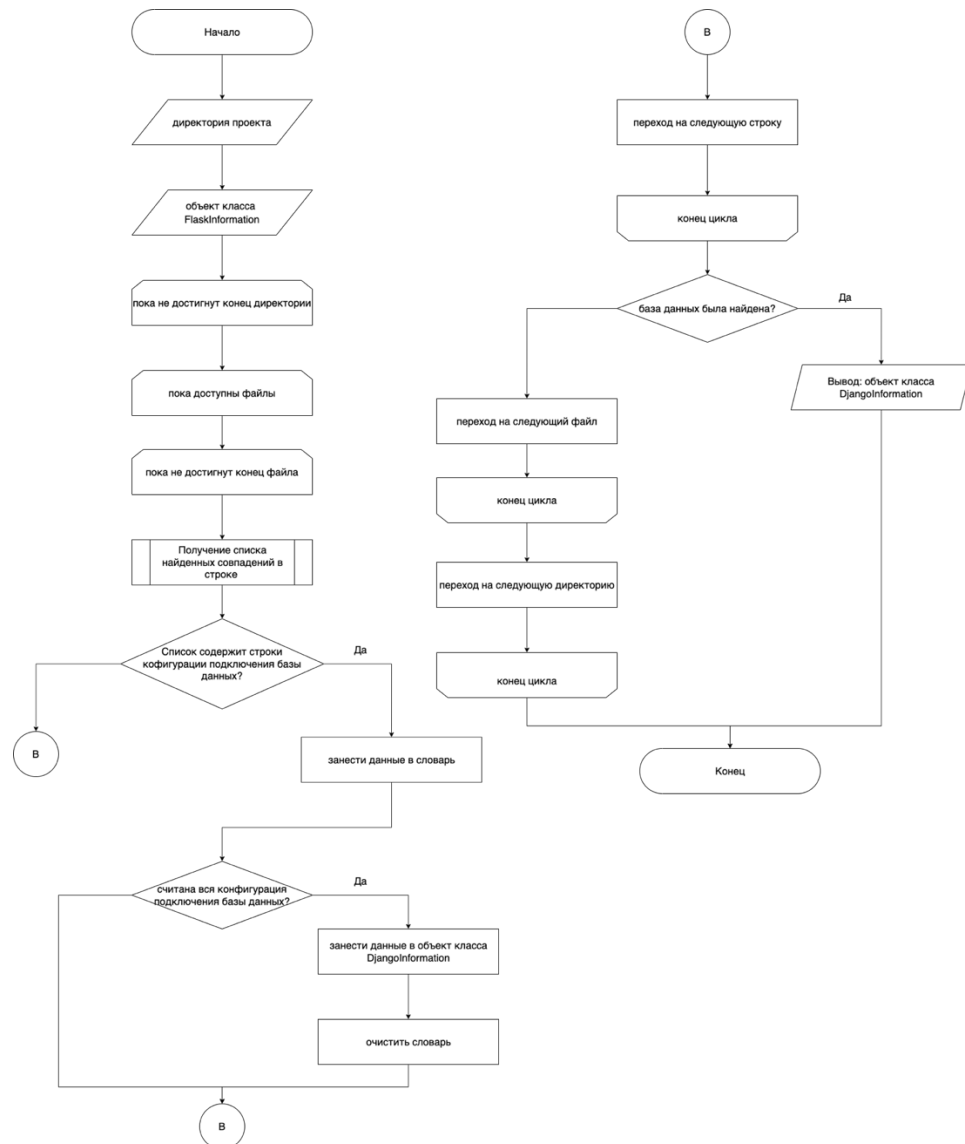 Начало
директория проекта
объект класса
FlaskInformation
пока не достигнут конец директории
пока доступны файлы
пока не достигнут конец файла
Получение списка
найденных совпадений в
строке
Список содержит строки
кофигурации подключения базы
данных?
Да
В
занести данные в словарь
считана вся конфигурация
подключения базы данных?
Да
занести данные в объект класса
DjangoInformation
очистить словарь
В
В
переход на следующую строку
конец цикла
база данных была найдена?
Да
Вывод: объект класса
DjangoInformation
переход на следующий файл
конец цикла
переход на следующую директорию
конец цикла
Конец